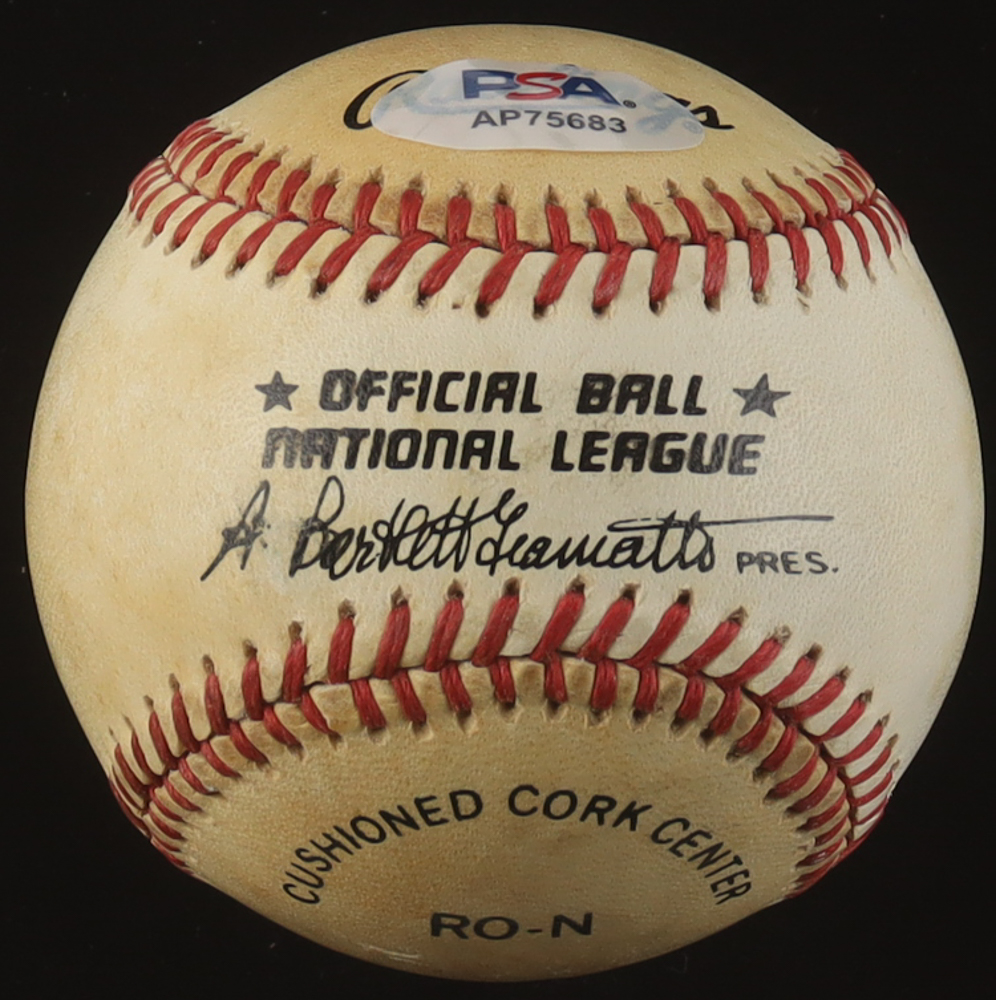 PSA
AP75683
★ OFFICIAL BALL ★
NATIONAL LEAGUE
A. Bartlett Giamatti PRES.
CUSHIONED CORK CENTER
RO-N